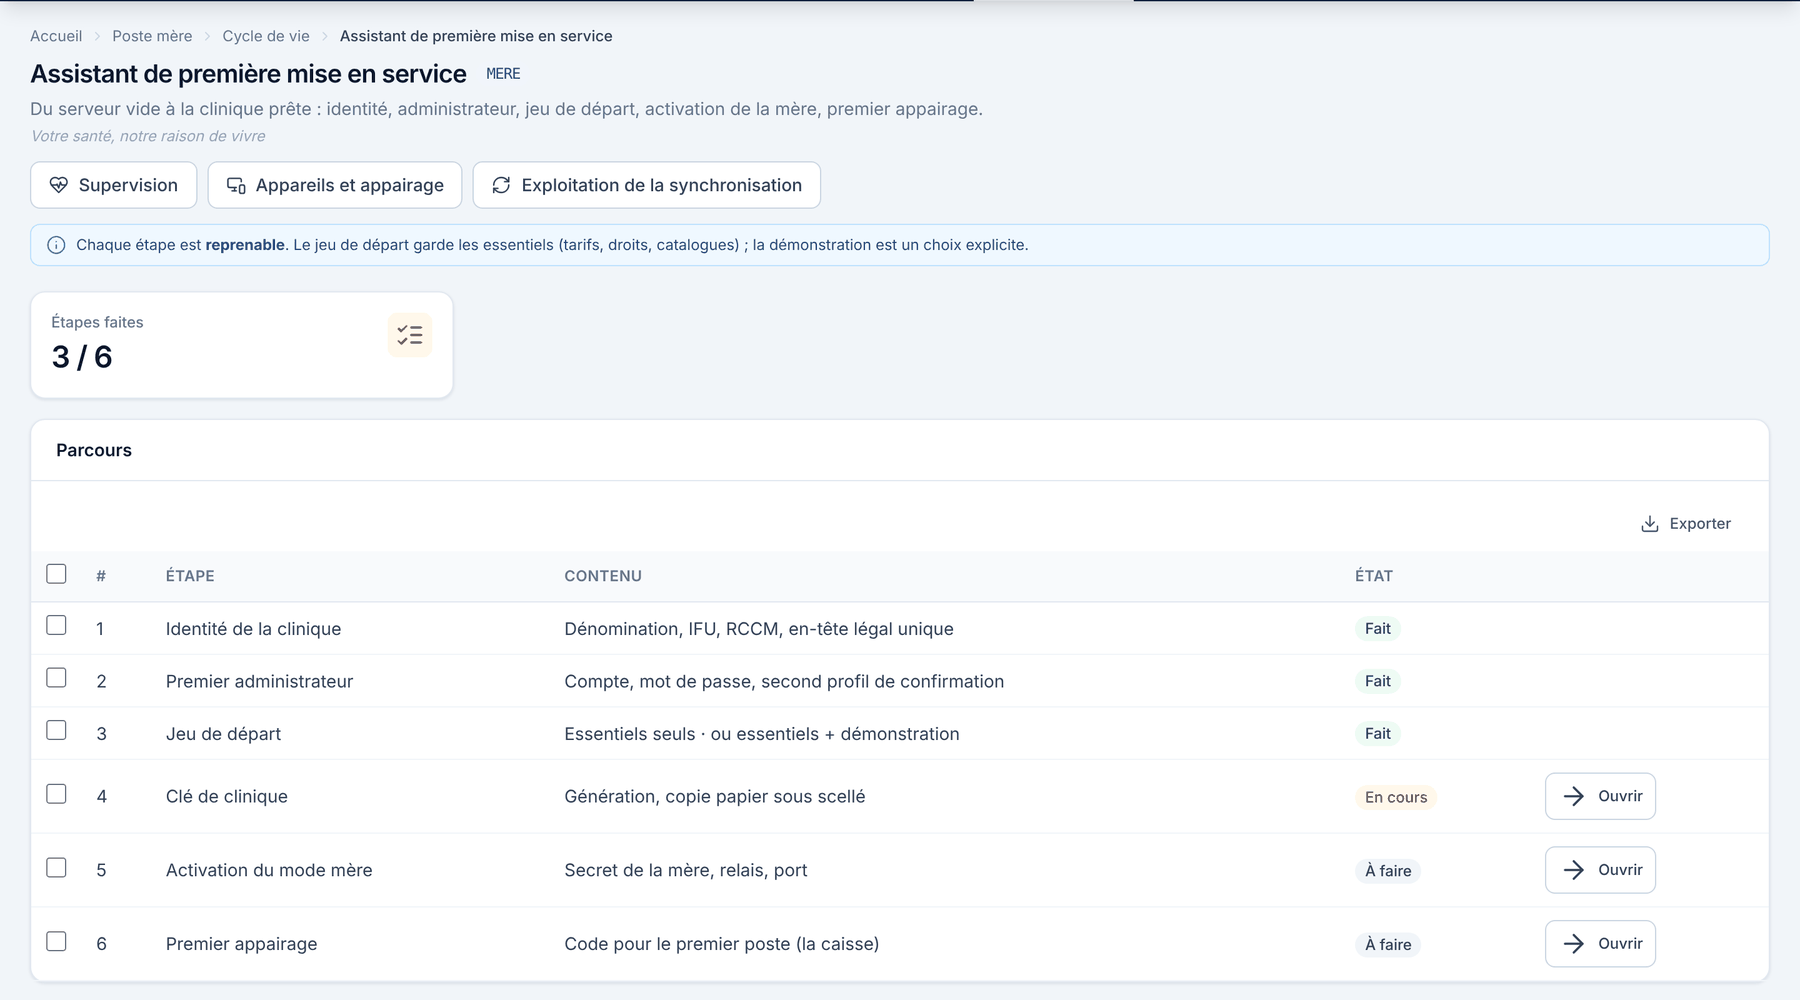 Accueil > Poste mère > Cycle de vie > Assistant de première mise en service
Assistant de première mise en service MERE
Du serveur vide à la clinique prête : identité, administrateur, jeu de départ, activation de la mère, premier appairage.
Votre santé, notre raison de vivre
Supervision Appareils et appairage Exploitation de la synchronisation
Chaque étape est reprenable. Le jeu de départ garde les essentiels (tarifs, droits, catalogues) ; la démonstration est un choix explicite.
Étapes faites
3 / 6
Parcours
Exporter
# ÉTAPE CONTENU ÉTAT
1 Identité de la clinique Dénomination, IFU, RCCM, en-tête légal unique Fait
2 Premier administrateur Compte, mot de passe, second profil de confirmation Fait
3 Jeu de départ Essentiels seuls · ou essentiels + démonstration Fait
4 Clé de clinique Génération, copie papier sous scellé En cours Ouvrir
5 Activation du mode mère Secret de la mère, relais, port À faire Ouvrir
6 Premier appairage Code pour le premier poste (la caisse) À faire Ouvrir